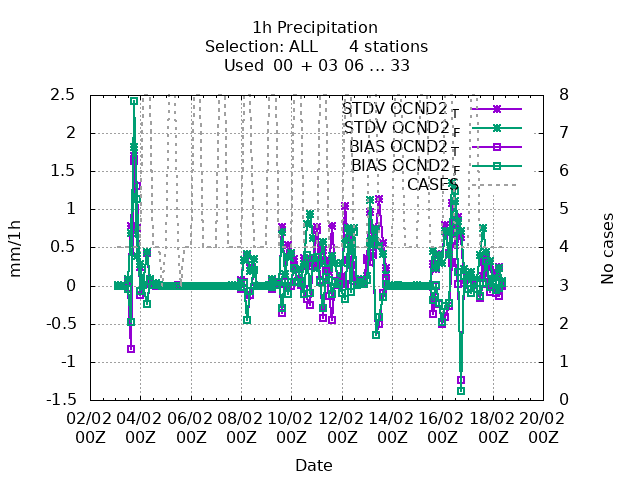 1h Precipitation
Selection: ALL 4 stations
Used 00 + 03 06 ... 33
2.5
2
1.5
1
0.5
0
-0.5
-1
-1.5
mm/1h
8
7
6
5
4
3
2
1
0
No cases
STDV OCND2_T
STDV OCND2_F
BIAS OCND2_T
BIAS OCND2_F
CASES
02/02 04/02 06/02 08/02 10/02 12/02 14/02 16/02 18/02 20/02
00Z 00Z 00Z 00Z 00Z 00Z 00Z 00Z 00Z 00Z
Date